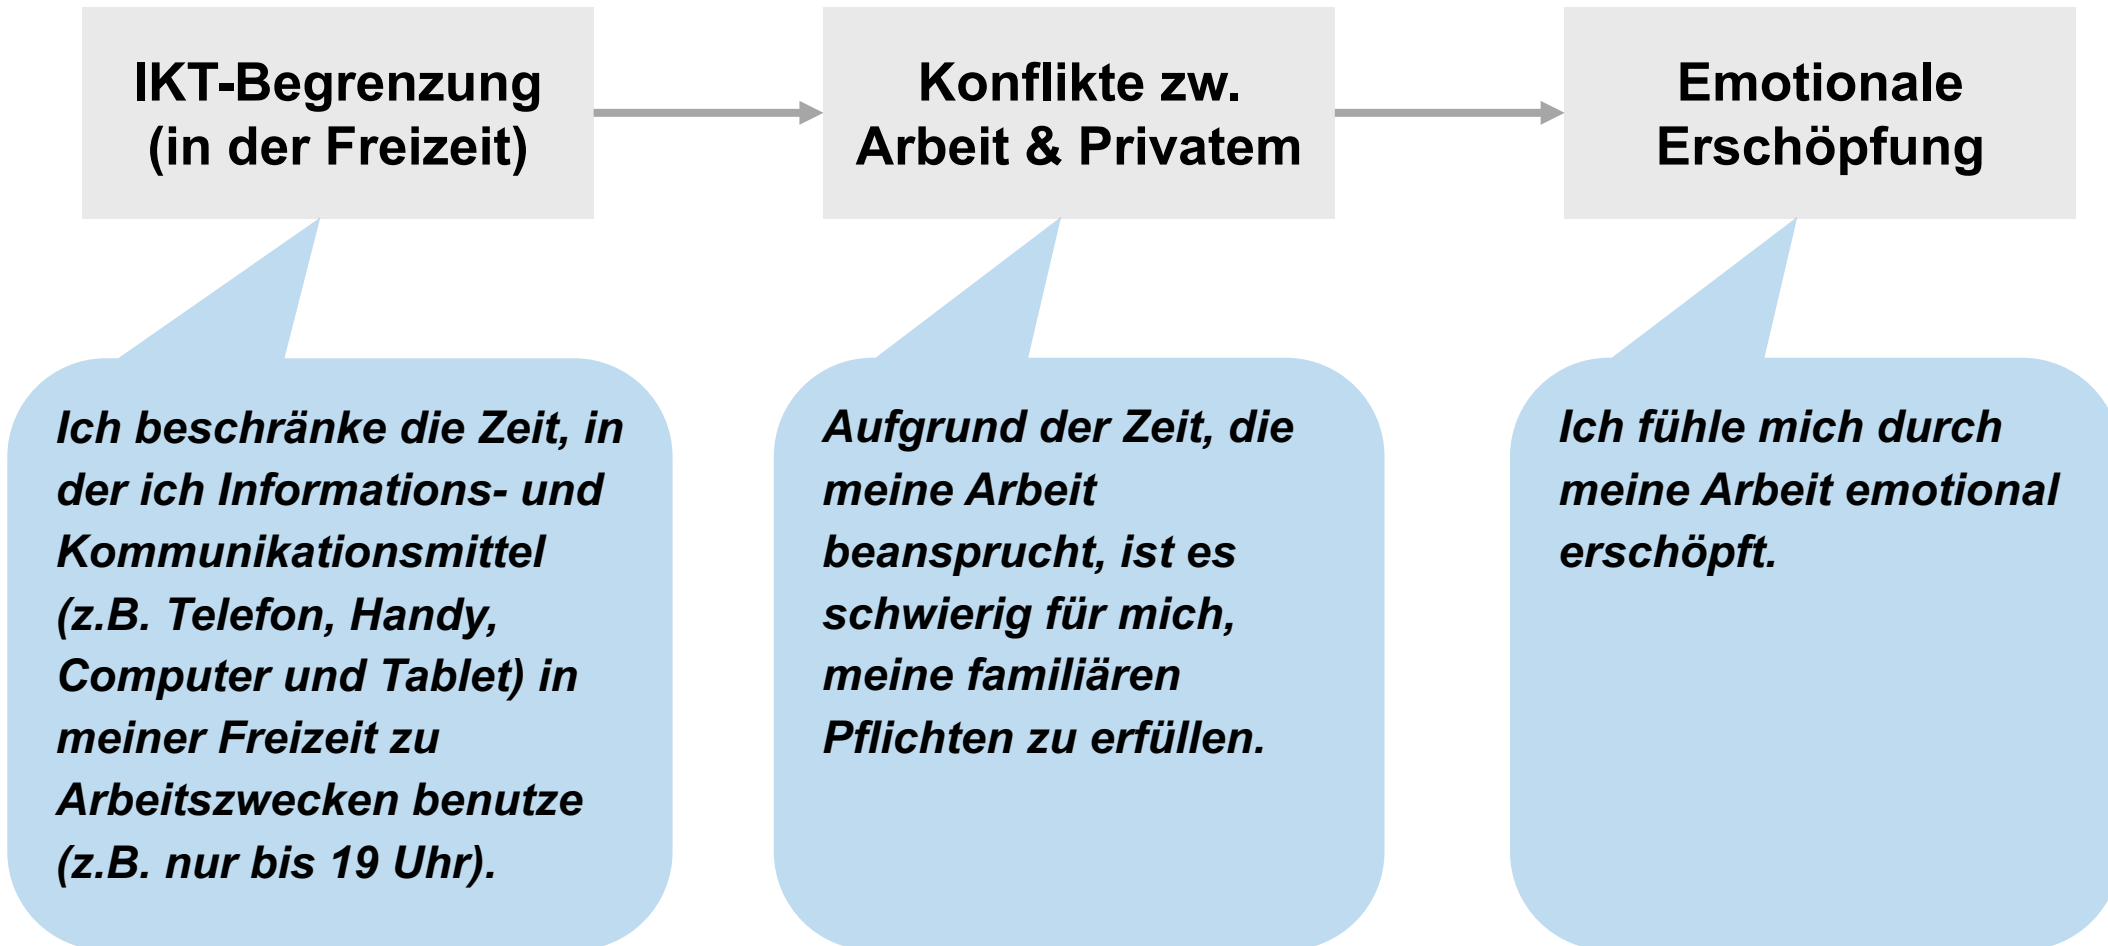 IKT-Begrenzung
(in der Freizeit)
Konflikte zw.
Arbeit & Privatem
Emotionale
Erschöpfung
Ich beschränke die Zeit, in
der ich Informations- und
Kommunikationsmittel
(z.B. Telefon, Handy,
Computer und Tablet) in
meiner Freizeit zu
Arbeitszwecken benutze
(z.B. nur bis 19 Uhr).
Aufgrund der Zeit, die
meine Arbeit
beansprucht, ist es
schwierig für mich,
meine familiären
Pflichten zu erfüllen.
Ich fühle mich durch
meine Arbeit emotional
erschöpft.